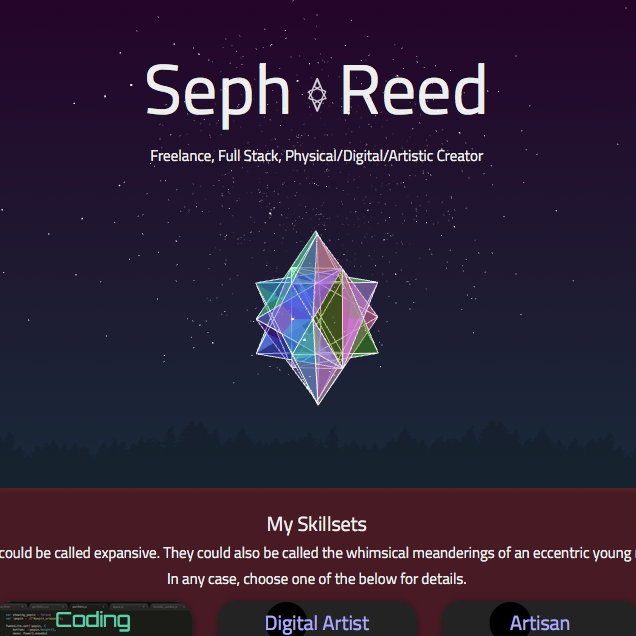 Seph Reed
Freelance, Full Stack, Physical/Digital/Artistic Creator
My Skillsets
could be called expansive. They could also be called the whimsical meanderings of an eccentric young
In any case, choose one of the below for details.
Coding
Digital Artist
Artisan